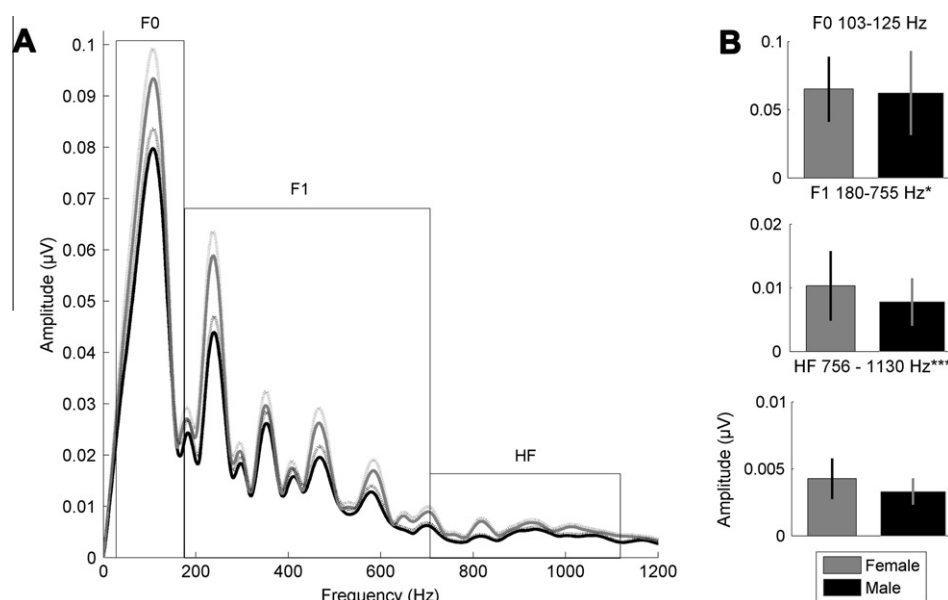 A
F0
F1
HF
Amplitude (µV)
0.1
0.09
0.08
0.07
0.06
0.05
0.04
0.03
0.02
0.01
0
0 200 400 600 800 1000 1200
Frequency (Hz)
B
F0 103-125 Hz
0.1
0.05
0
F1 180-755 Hz*
0.02
0.01
0
HF 756 - 1130 Hz***
Amplitude (µV)
0.01
0.005
0
Female
Male